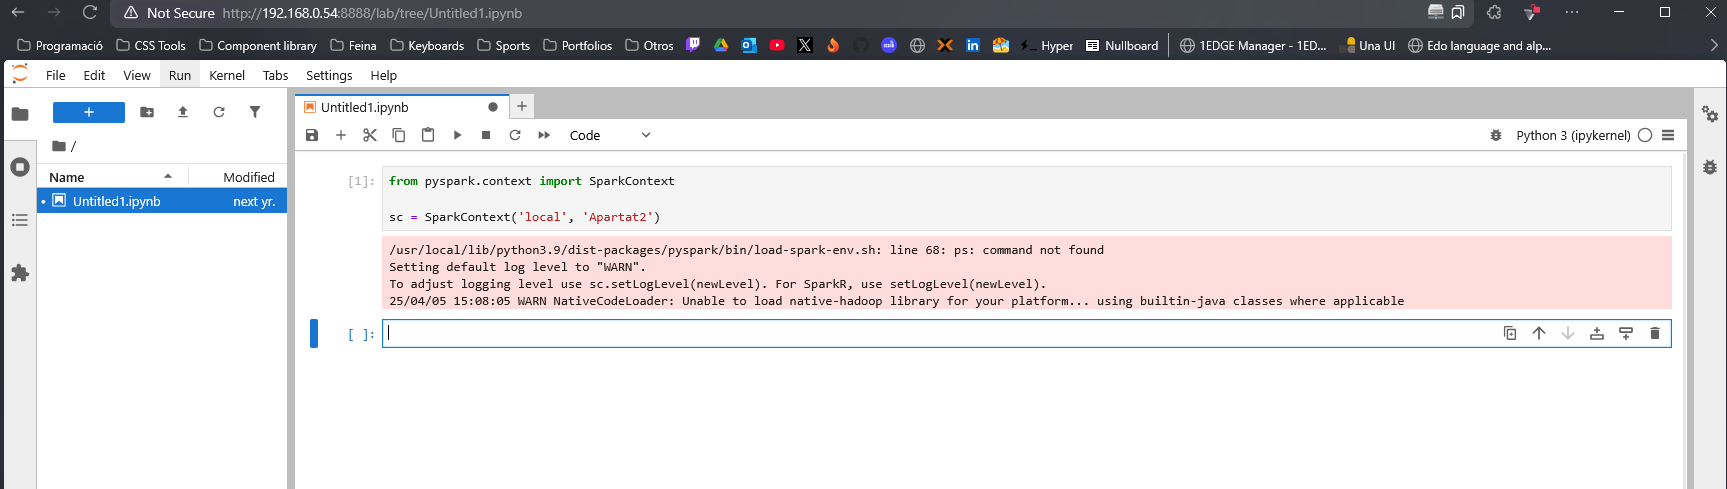 Not Secure http://192.168.0.54:8888/lab/tree/Untitled1.ipynb
Programació CSS Tools Component library Feina Keyboards Sports Portfolios Otros Hyper Nullboard 1EDGE Manager - 1ED... Una UI Edo language and alp...
File Edit View Run Kernel Tabs Settings Help
Untitled1.ipynb
Code
Python 3 (ipykernel)
/
Name Modified
Untitled1.ipynb next yr.
[1]: from pyspark.context import SparkContext
sc = SparkContext('local', 'Apartat2')
/usr/local/lib/python3.9/dist-packages/pyspark/bin/load-spark-env.sh: line 68: ps: command not found
Setting default log level to "WARN".
To adjust logging level use sc.setLogLevel(newLevel). For SparkR, use setLogLevel(newLevel).
25/04/05 15:08:05 WARN NativeCodeLoader: Unable to load native-hadoop library for your platform... using builtin-java classes where applicable
[ ]: